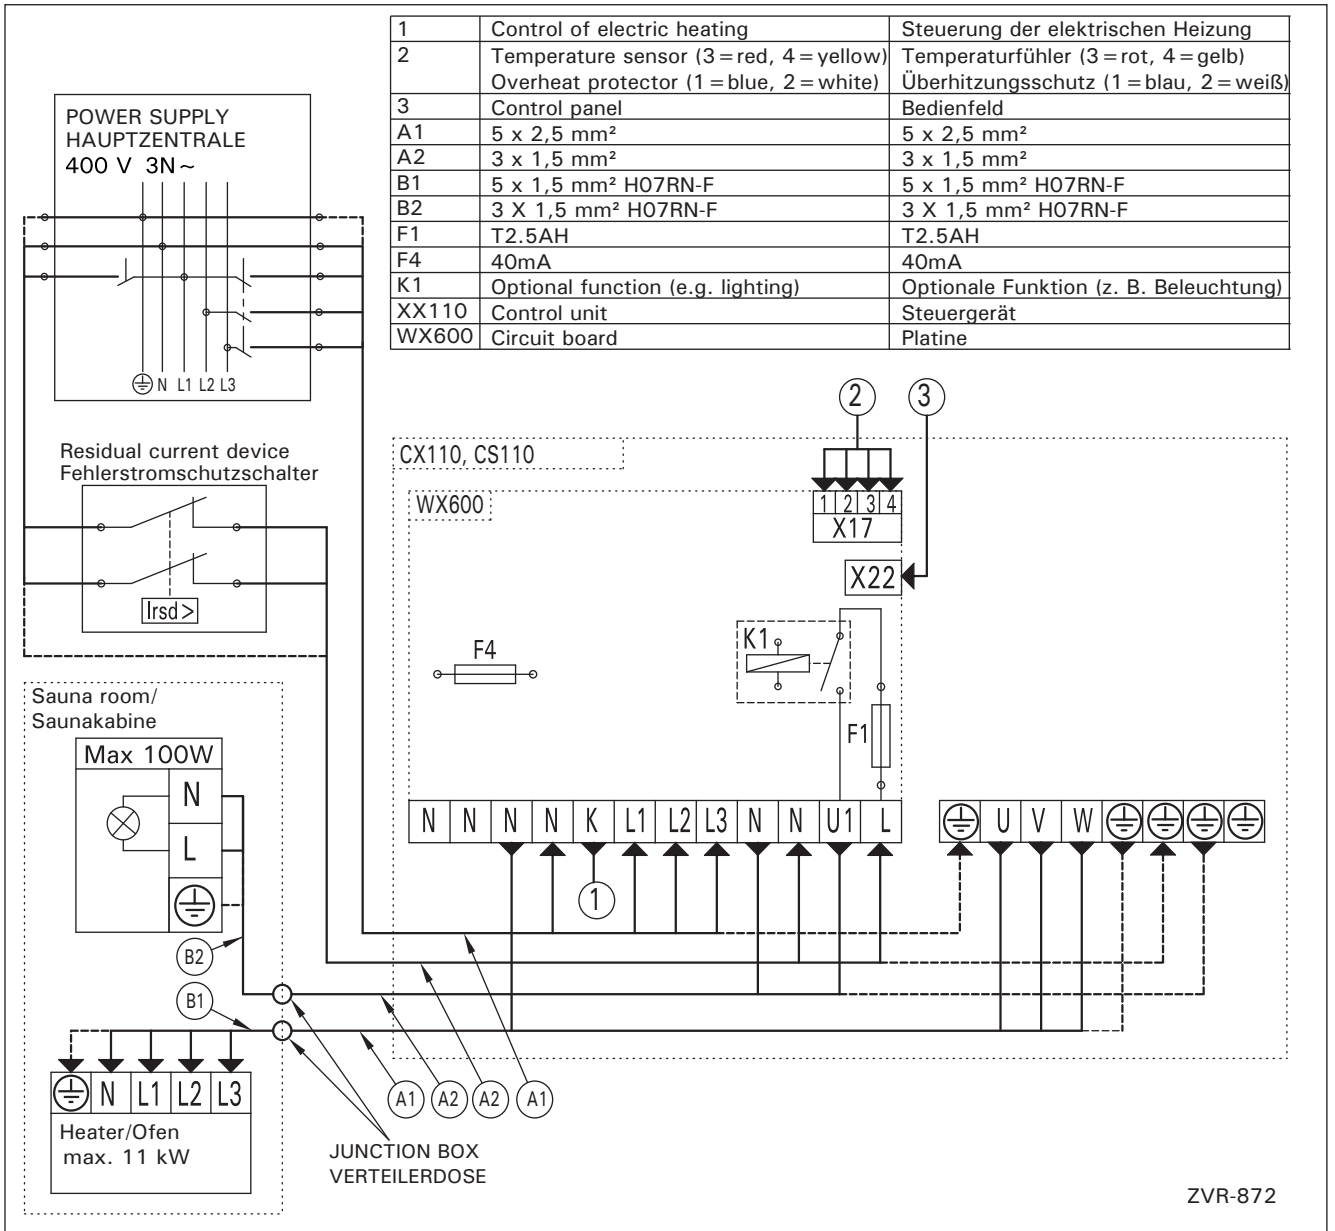 1 Control of electric heating Steuerung der elektrischen Heizung
2 Temperature sensor (3=red, 4=yellow) Temperaturfühler (3=rot, 4=gelb)
Overheat protector (1=blue, 2=white) Überhitzungsschutz (1=blau, 2=weiß)
3 Control panel Bedienfeld
A1 5 x 2,5 mm² 5 x 2,5 mm²
A2 3 x 1,5 mm² 3 x 1,5 mm²
B1 5 x 1,5 mm² H07RN-F 5 x 1,5 mm² H07RN-F
B2 3 X 1,5 mm² H07RN-F 3 X 1,5 mm² H07RN-F
F1 T2.5AH T2.5AH
F4 40mA 40mA
K1 Optional function (e.g. lighting) Optionale Funktion (z. B. Beleuchtung)
XX110 Control unit Steuergerät
WX600 Circuit board Platine
POWER SUPPLY
HAUPTZENTRALE
400 V 3N~
N L1 L2 L3
Residual current device
Fehlerstromschutzschalter
Irsd>
2 3
CX110, CS110
WX600
1 2 3 4
X17
X22
K1
F4
F1
N N N N K L1 L2 L3 N N U1 L
U V W
1
Sauna room/
Saunakabine
Max 100W
N
L
B2
B1
N L1 L2 L3
Heater/Ofen
max. 11 kW
A1 A2 A2 A1
JUNCTION BOX
VERTEILERDOSE
ZVR-872